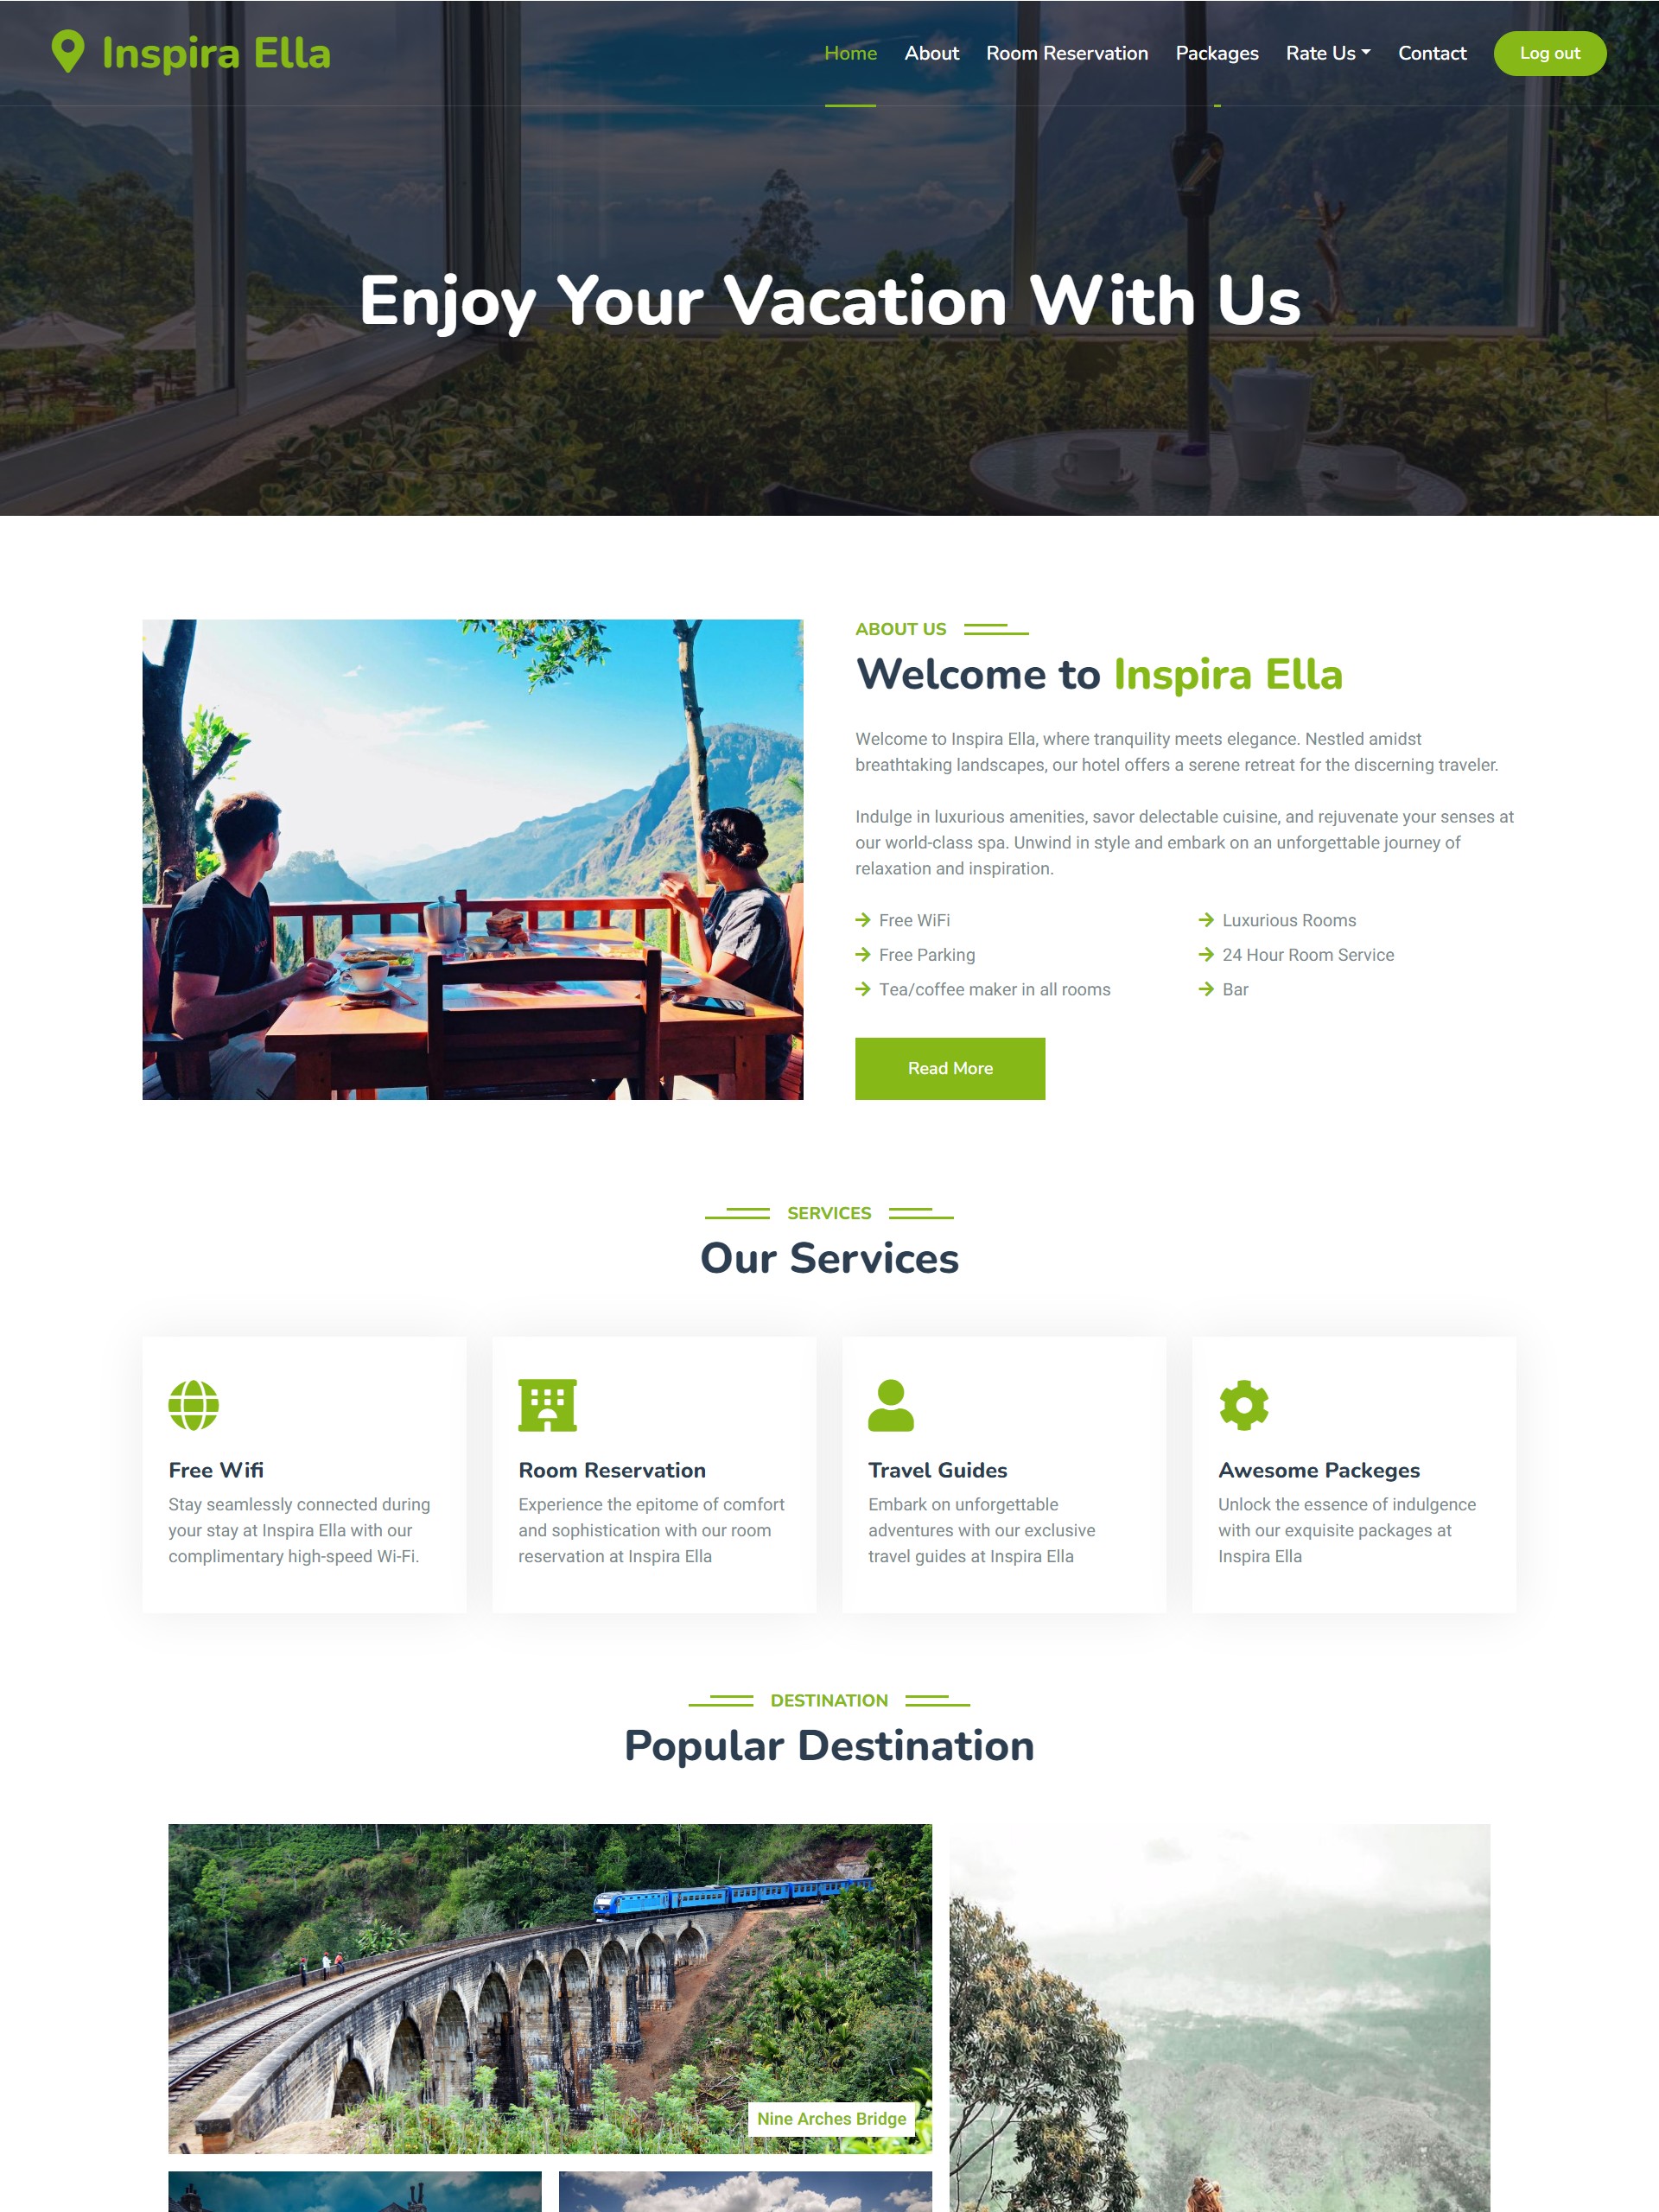 Inspira Ella
Home About Room Reservation Packages Rate Us Contact Log out
Enjoy Your Vacation With Us
ABOUT US
Welcome to Inspira Ella
Welcome to Inspira Ella, where tranquility meets elegance. Nestled amidst
breathtaking landscapes, our hotel offers a serene retreat for the discerning traveler.
Indulge in luxurious amenities, savor delectable cuisine, and rejuvenate your senses at
our world-class spa. Unwind in style and embark on an unforgettable journey of
relaxation and inspiration.
Free WiFi
Luxurious Rooms
Free Parking
24 Hour Room Service
Tea/coffee maker in all rooms
Bar
Read More
SERVICES
Our Services
Free Wifi
Stay seamlessly connected during
your stay at Inspira Ella with our
complimentary high-speed Wi-Fi.
Room Reservation
Experience the epitome of comfort
and sophistication with our room
reservation at Inspira Ella
Travel Guides
Embark on unforgettable
adventures with our exclusive
travel guides at Inspira Ella
Awesome Packeges
Unlock the essence of indulgence
with our exquisite packages at
Inspira Ella
DESTINATION
Popular Destination
Nine Arches Bridge